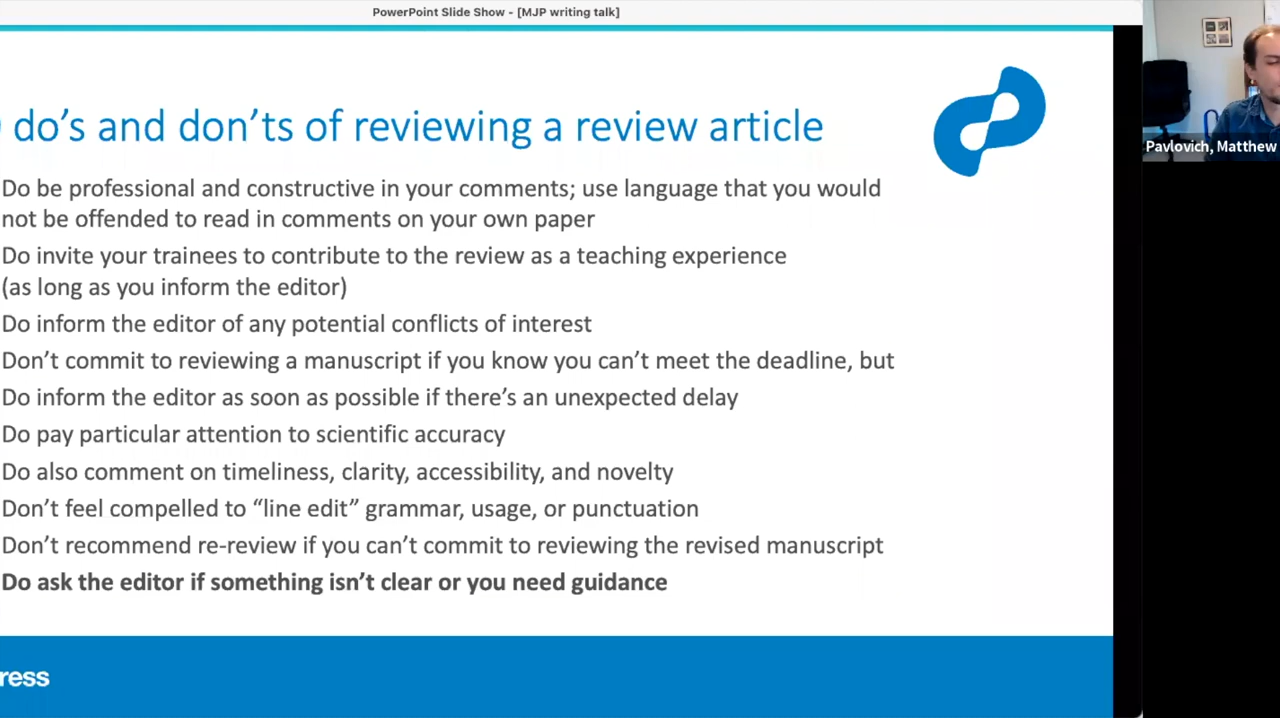 PowerPoint Slide Show - [MJP writing talk]
do’s and don’ts of reviewing a review article
Do be professional and constructive in your comments; use language that you would
not be offended to read in comments on your own paper
Do invite your trainees to contribute to the review as a teaching experience
(as long as you inform the editor)
Do inform the editor of any potential conflicts of interest
Don’t commit to reviewing a manuscript if you know you can’t meet the deadline, but
Do inform the editor as soon as possible if there’s an unexpected delay
Do pay particular attention to scientific accuracy
Do also comment on timeliness, clarity, accessibility, and novelty
Don’t feel compelled to “line edit” grammar, usage, or punctuation
Don’t recommend re-review if you can’t commit to reviewing the revised manuscript
Do ask the editor if something isn’t clear or you need guidance
ress
Pavlovich, Matthew